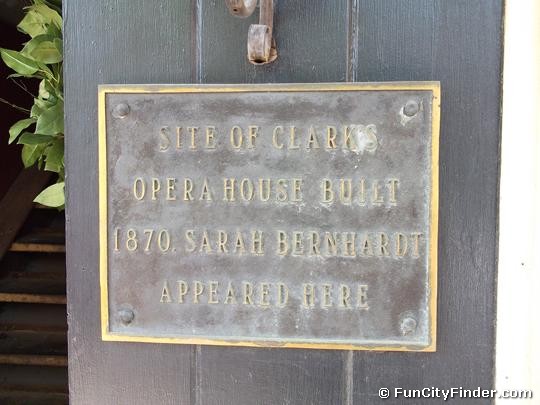 SITE OF CLARK'S
OPERA HOUSE BUILT
1870. SARAH BERNHARDT
APPEARED HERE
© FunCityFinder.com